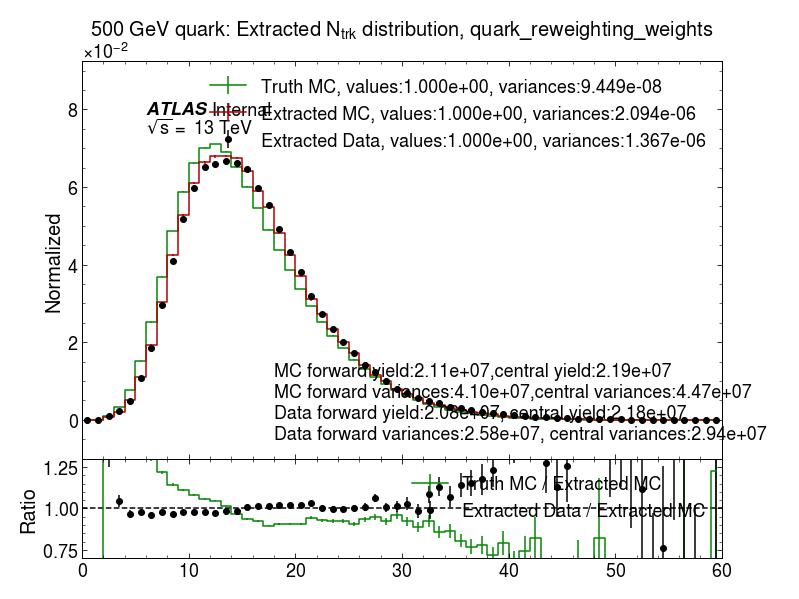 500 GeV quark: Extracted N_trk distribution, quark_reweighting_weights
×10⁻²
Truth MC, values:1.000e+00, variances:9.449e-08
ATLAS Internal
Extracted MC, values:1.000e+00, variances:2.094e-06
√s = 13 TeV
Extracted Data, values:1.000e+00, variances:1.367e-06
8
6
4
2
0
Normalized
MC forward yield:2.11e+07,central yield:2.19e+07
MC forward variances:4.10e+07,central variances:4.47e+07
Data forward yield:2.08e+07, central yield:2.18e+07
Data forward variances:2.58e+07, central variances:2.94e+07
1.25
1.00
0.75
Ratio
Truth MC / Extracted MC
Extracted Data / Extracted MC
0 10 20 30 40 50 60